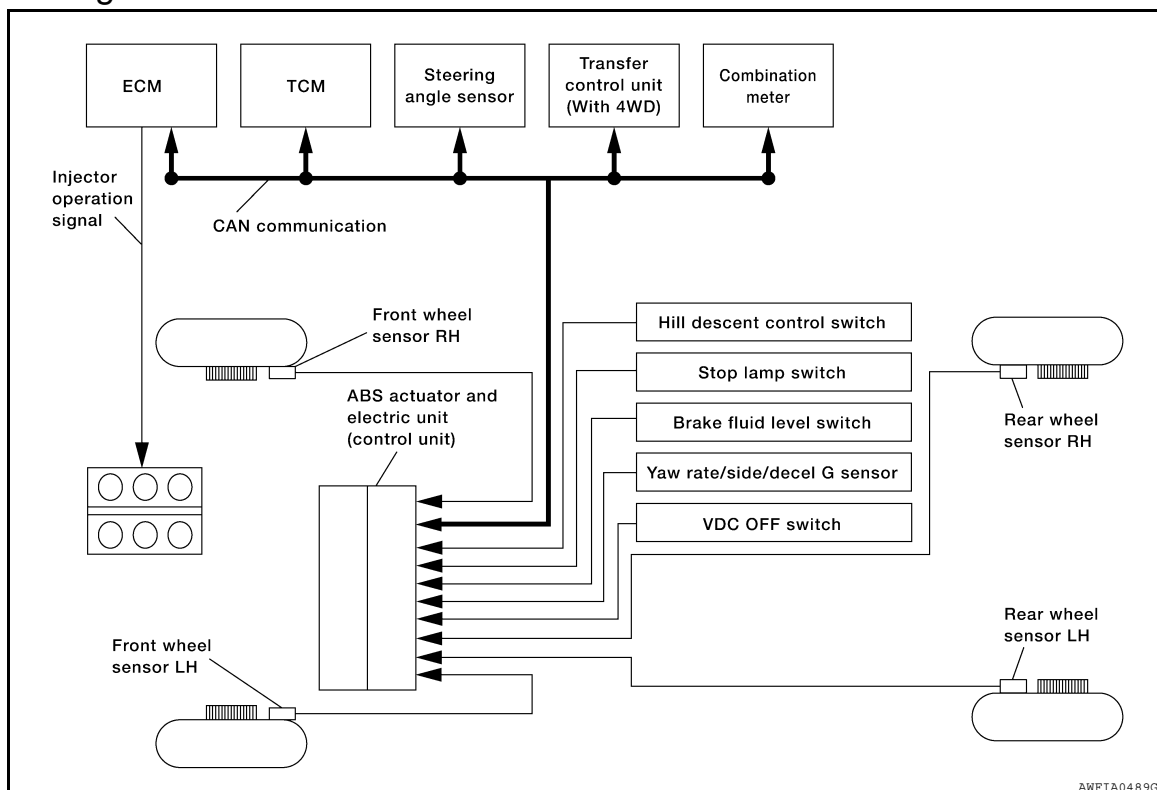 ECM
TCM
Steering
angle sensor
Transfer
control unit
(With 4WD)
Combination
meter
Injector
operation
signal
CAN communication
Front wheel
sensor RH
Hill descent control switch
Stop lamp switch
Brake fluid level switch
Yaw rate/side/decel G sensor
VDC OFF switch
ABS actuator and
electric unit
(control unit)
Rear wheel
sensor RH
Front wheel
sensor LH
Rear wheel
sensor LH
AWFIA0489G